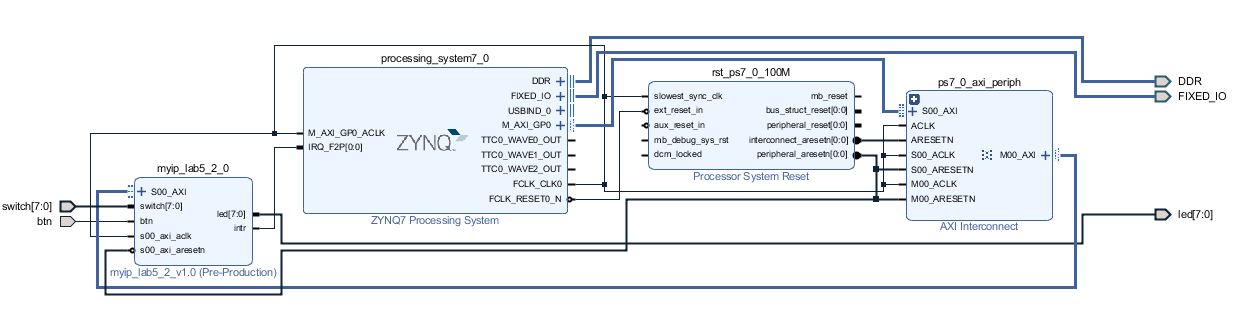 processing_system7_0
DDR
FIXED_IO
USBIND_0
M_AXI_GP0
TTC0_WAVE0_OUT
TTC0_WAVE1_OUT
TTC0_WAVE2_OUT
FCLK_CLK0
FCLK_RESET0_N
M_AXI_GP0_ACLK
IRQ_F2P[0:0]
ZYNQ
ZYNQ7 Processing System
rst_ps7_0_100M
slowest_sync_clk
ext_reset_in
aux_reset_in
mb_debug_sys_rst
dcm_locked
mb_reset
bus_struct_reset[0:0]
peripheral_reset[0:0]
interconnect_aresetn[0:0]
peripheral_aresetn[0:0]
Processor System Reset
ps7_0_axi_periph
S00_AXI
ACLK
ARESETN
S00_ACLK
S00_ARESETN
M00_ACLK
M00_ARESETN
M00_AXI
AXI Interconnect
DDR
FIXED_IO
led[7:0]
myip_lab5_2_0
S00_AXI
switch[7:0]
btn
s00_axi_aclk
s00_axi_aresetn
led[7:0]
intr
myip_lab5_2_v1.0 (Pre-Production)
switch[7:0]
btn